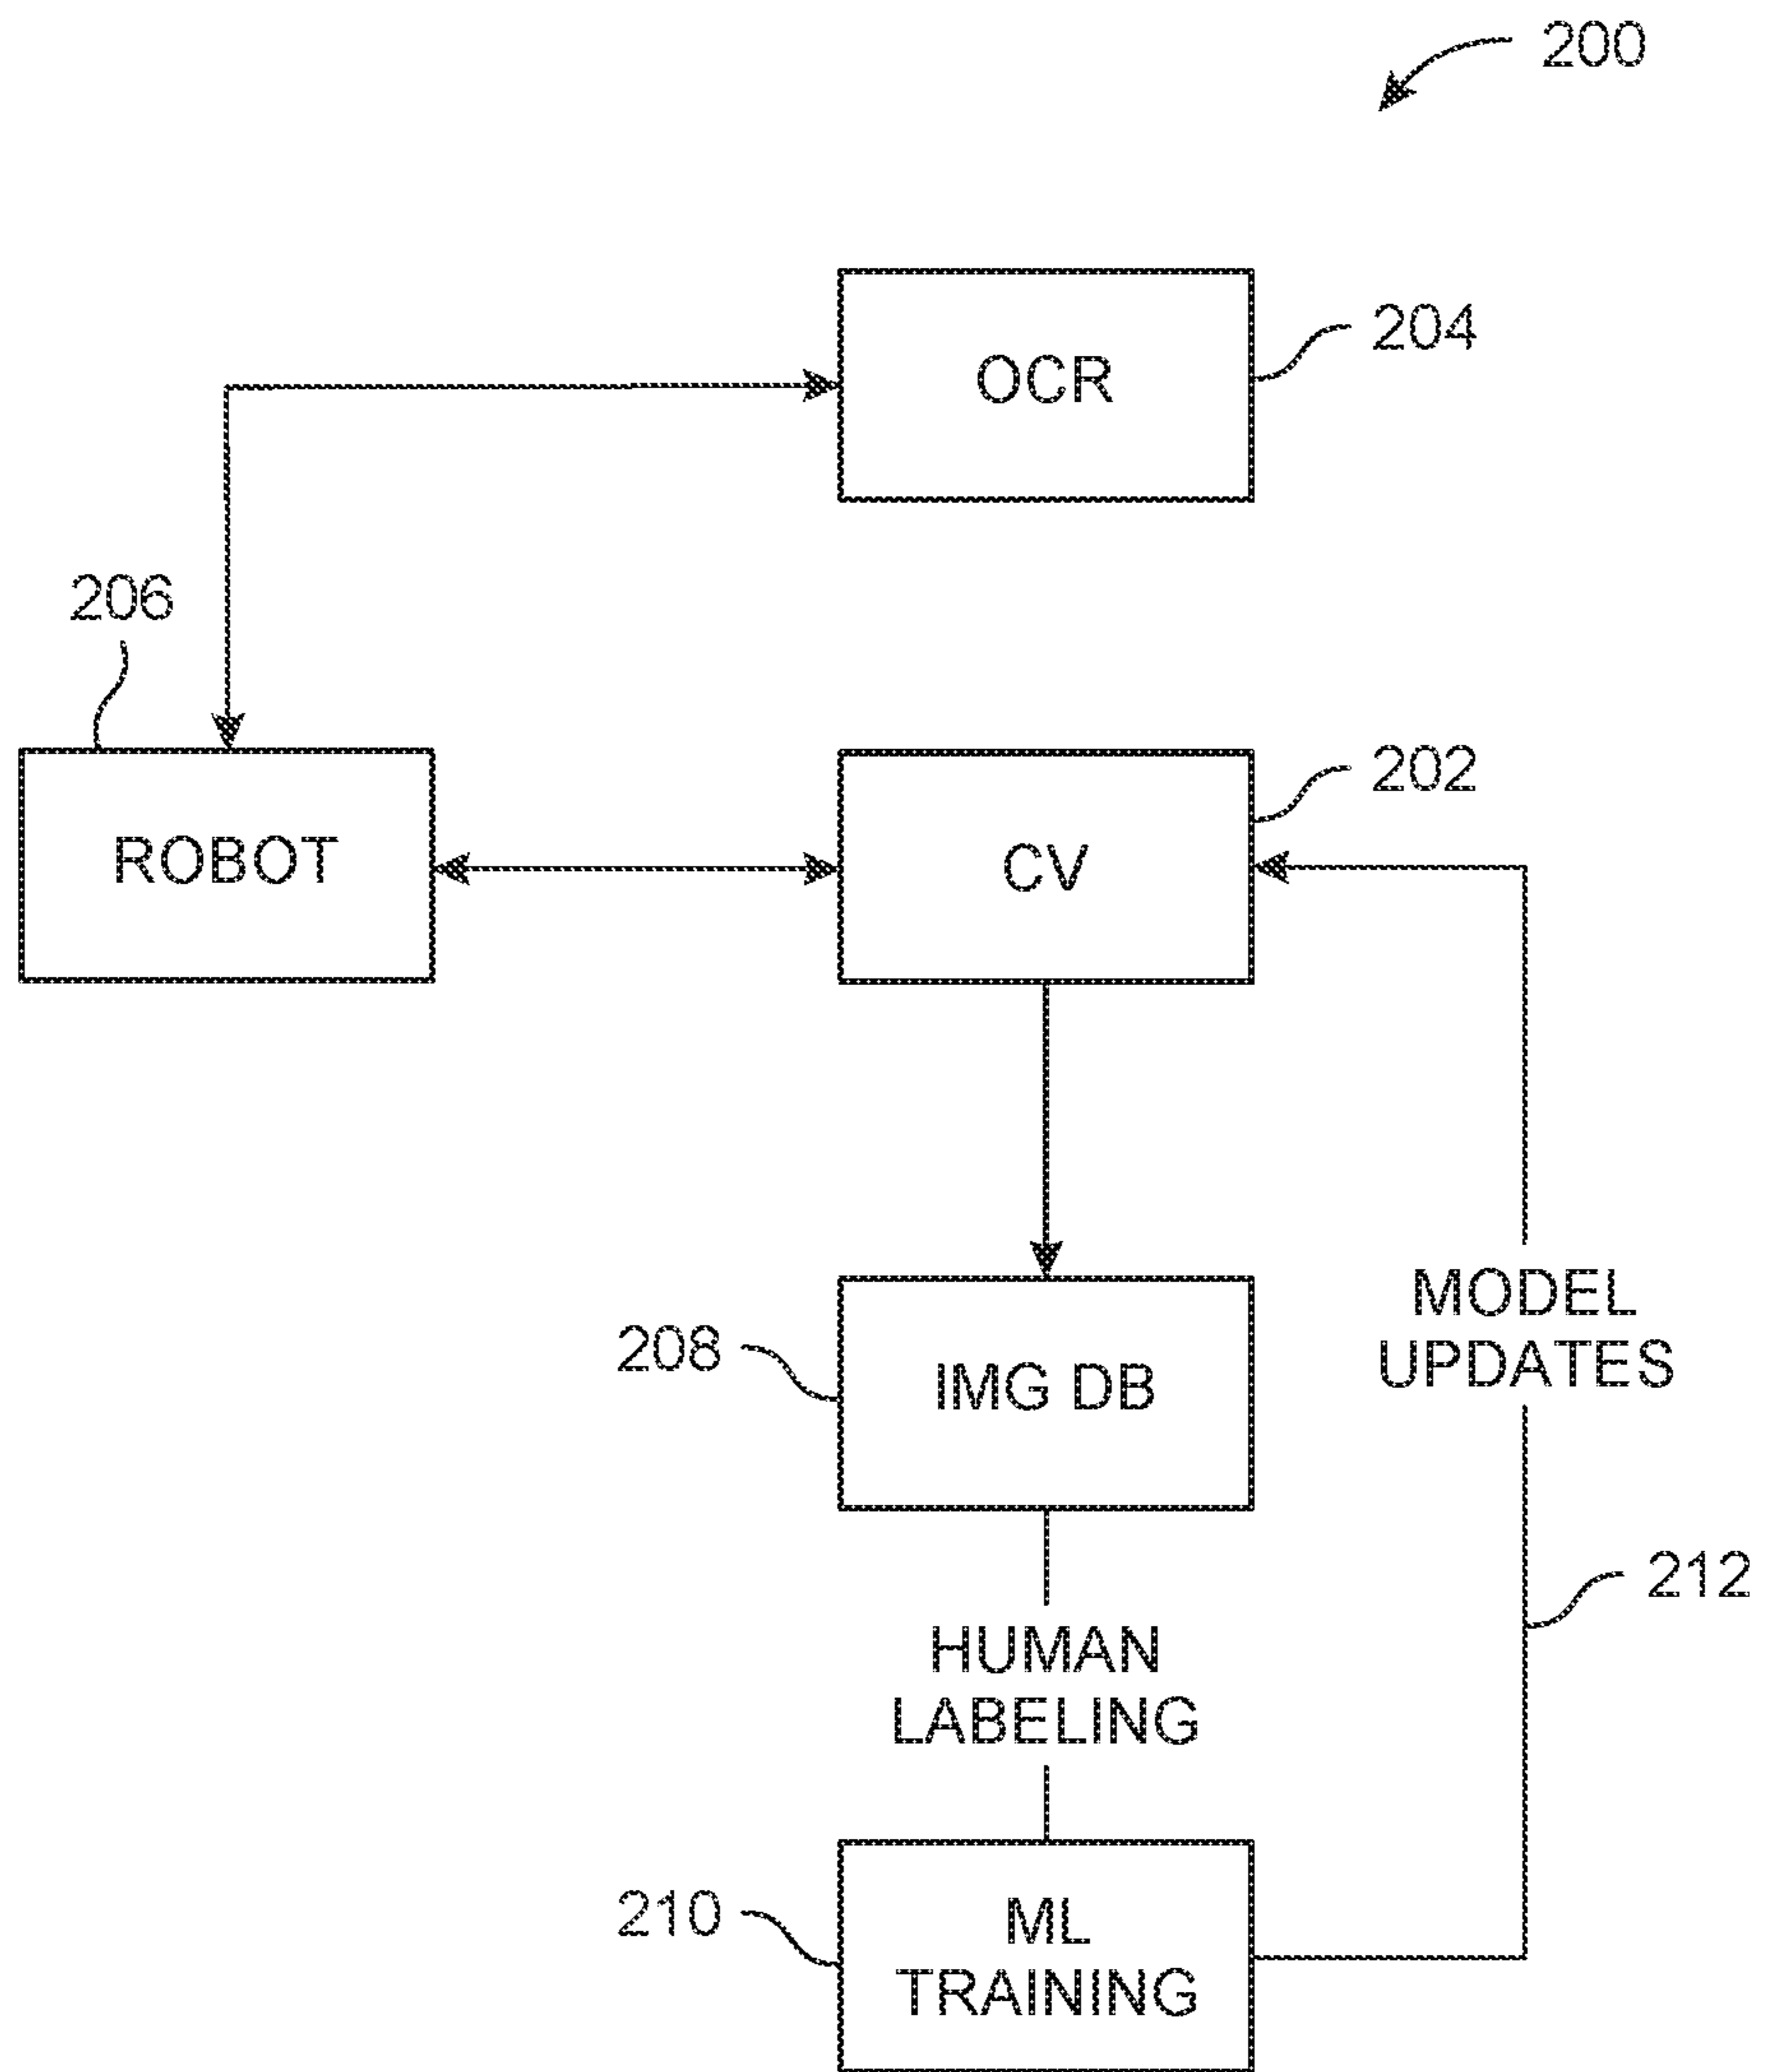 200
OCR
204
206
ROBOT
CV
202
208
IMG DB
MODEL
UPDATES
HUMAN
LABELING
212
210
ML
TRAINING